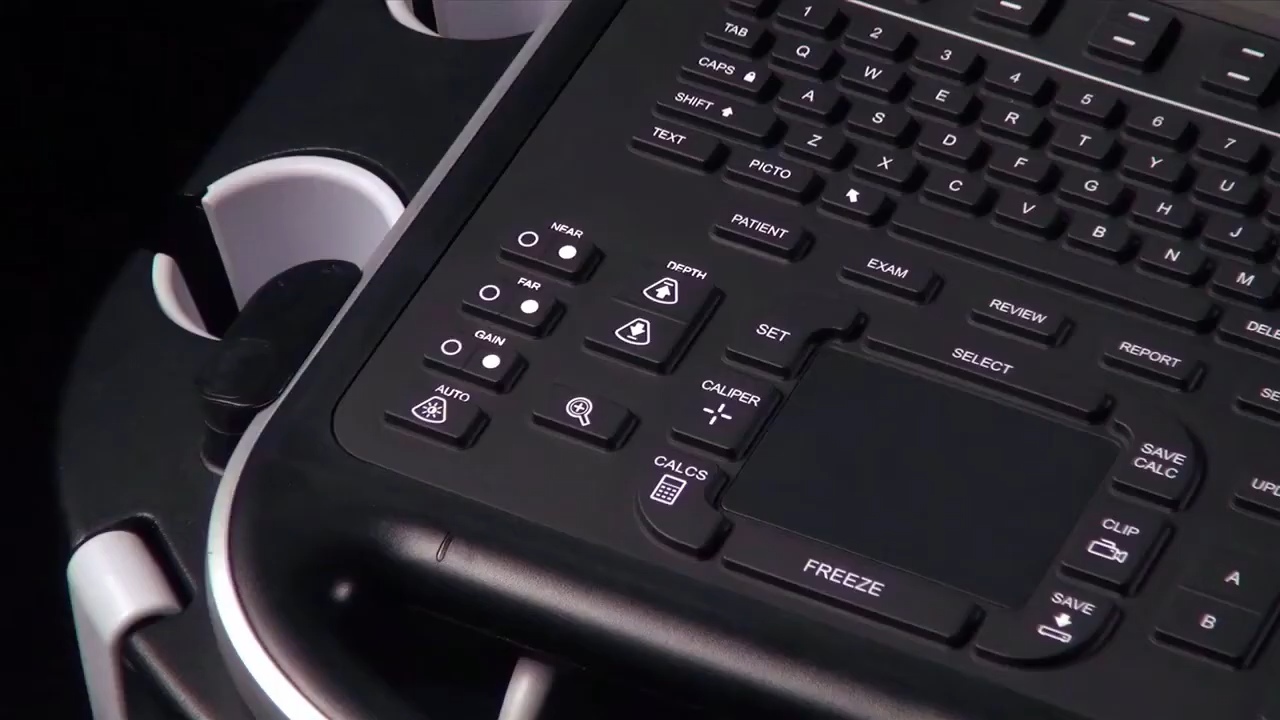 1 2 3 4 5 6 7
TAB Q W E R T Y U
CAPS A S D F G H J
SHIFT Z X C V B N M
TEXT PICTO
PATIENT EXAM REVIEW REPORT
NEAR
FAR
GAIN
AUTO
DEPTH
SET SELECT
CALIPER
CALCS
SAVE
CALC
CLIP
FREEZE
SAVE
A
B